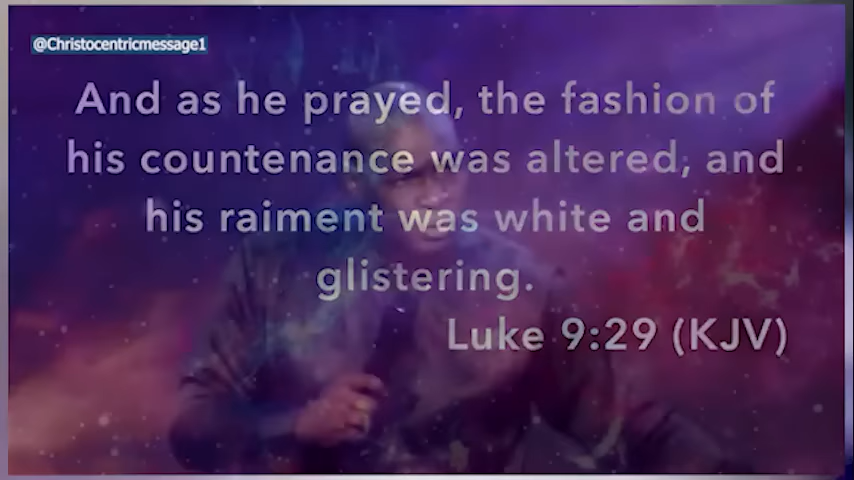 @Christocentricmessage1
And as he prayed, the fashion of
his countenance was altered, and
his raiment was white and
glistering.
Luke 9:29 (KJV)